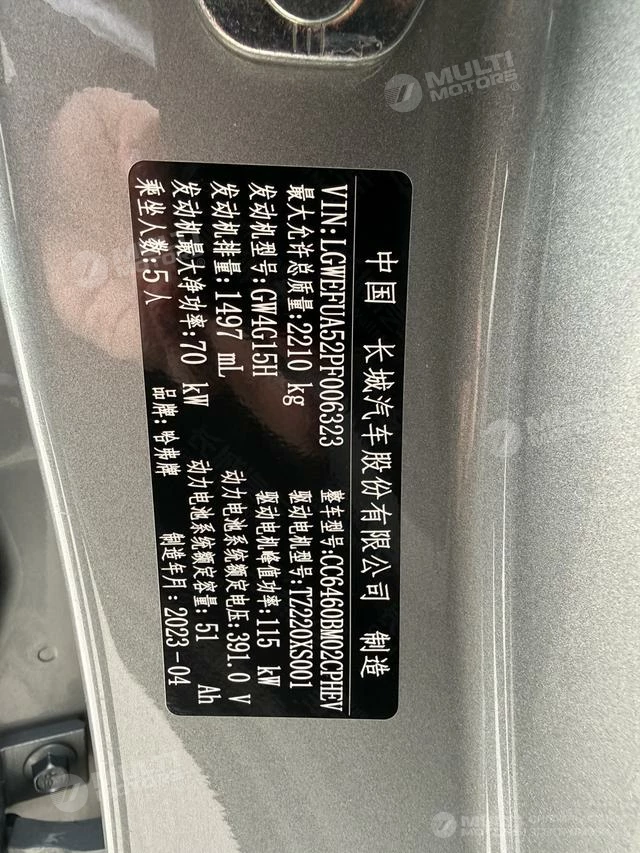 中国 长城汽车股份有限公司 制造
VIN:LGWEFUA52PF006323 整车型号:CC6460BM02CPHEV
最大允许总质量:2210 kg 驱动电机型号:TZ220XS001
发动机型号:GW4G15H 驱动电机峰值功率:115 kW
发动机排量:1497 mL 动力电池系统额定电压:391.0 V
发动机最大净功率:70 kW 动力电池系统额定容量:51 Ah
乘坐人数:5人 品牌:哈弗牌 制造年月:2023-04
MULTI
MOTORS